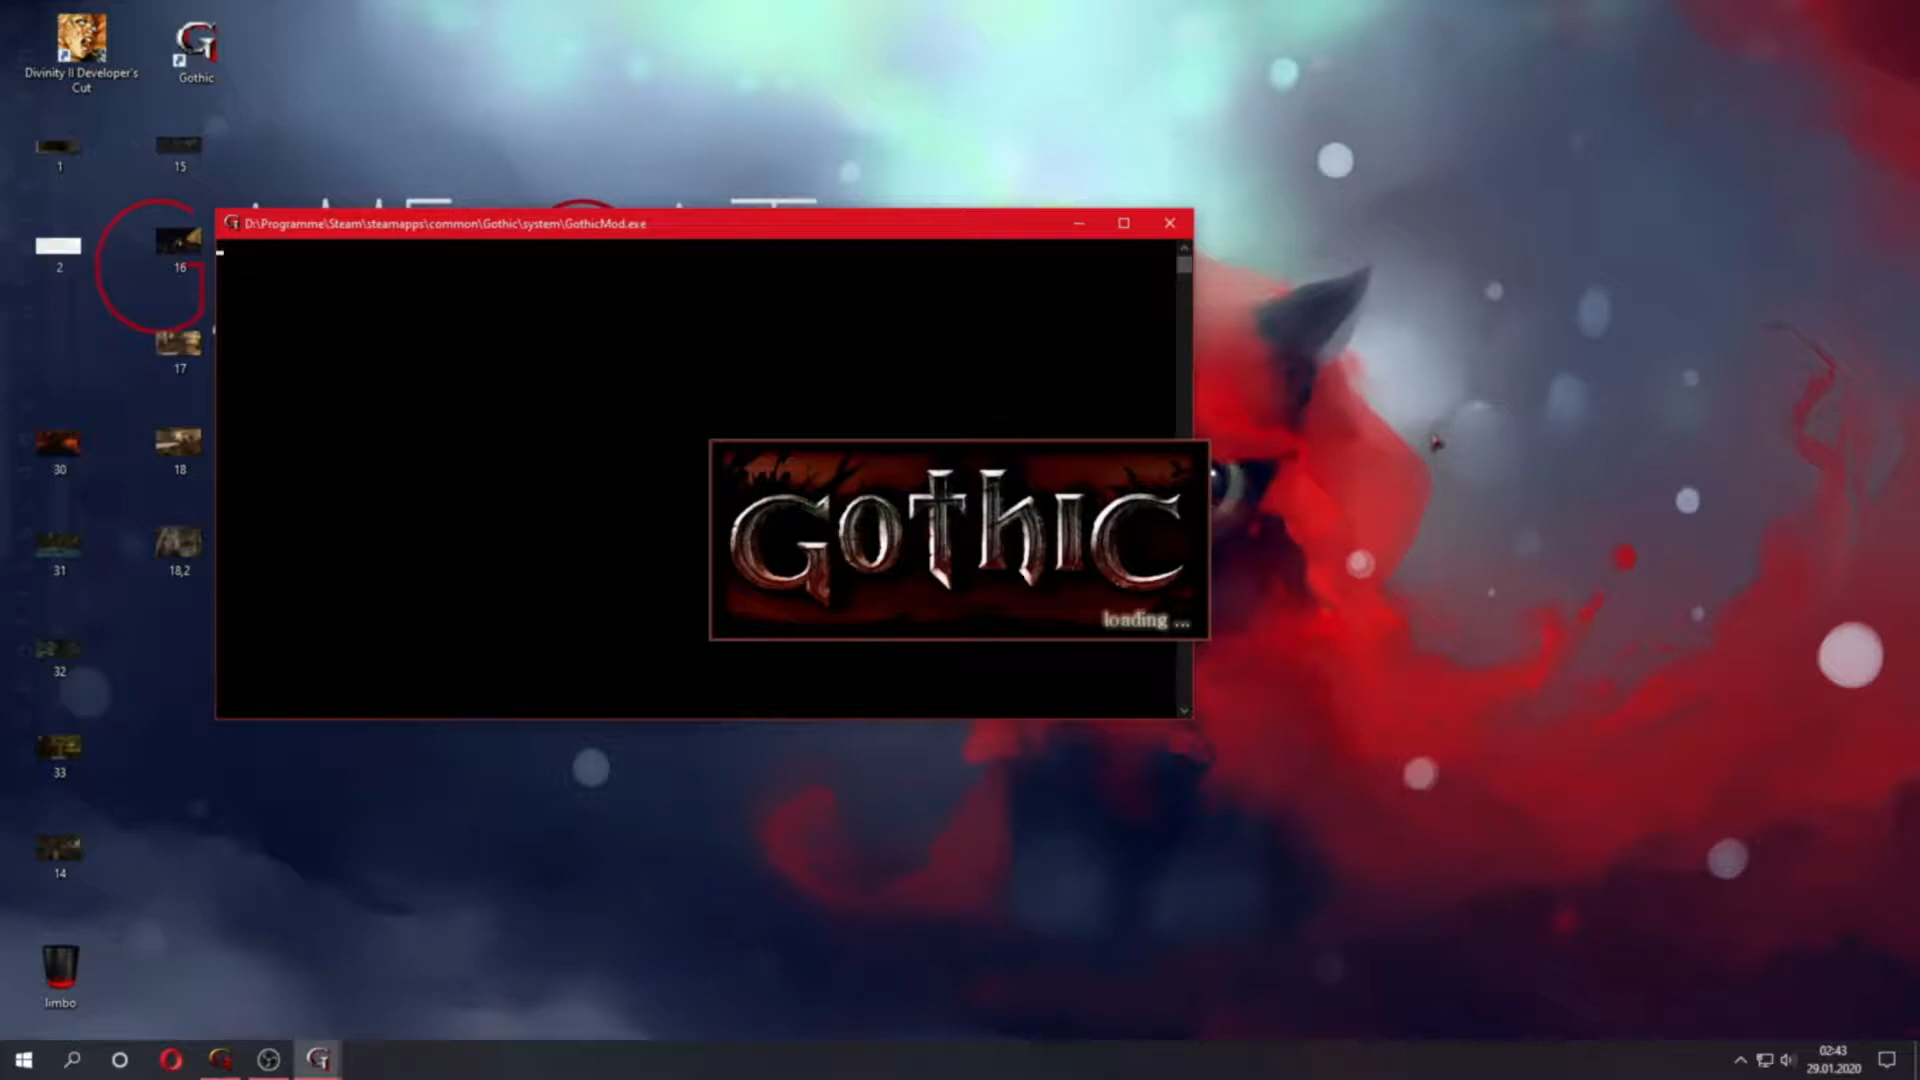 Divinity II Developer's
Cut
Gothic
1
15
2
16
D:\Programme\Steam\steamapps\common\Gothic\system\GothicMod.exe
17
30
18
GOTHIC
loading ...
31
18,2
32
33
14
limbo
02:43
29.01.2020